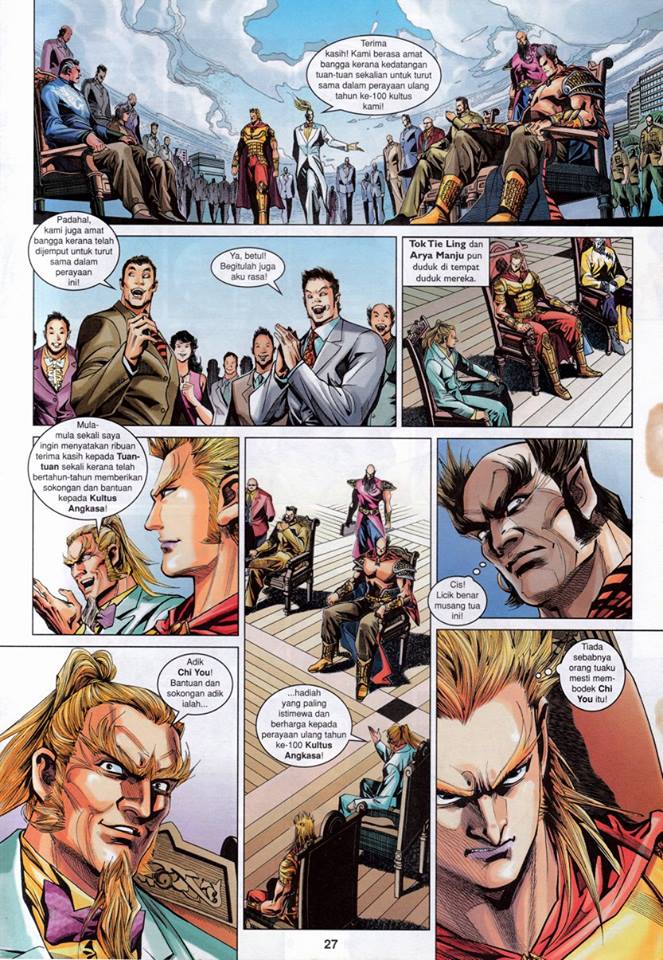 Terima
kasih! Kami berasa amat
bangga kerana kedatangan
tuan-tuan sekalian untuk turut
sama dalam perayaan ulang
tahun ke-100 kultus
kami!
Padahal,
kami juga amat
bangga kerana telah
dijemput untuk turut
sama dalam
perayaan
ini!
Ya, betul!
Begitulah juga
aku rasa!
Tok Tie Ling dan
Arya Manju pun
duduk di tempat
duduk mereka.
Mula-
mula sekali saya
ingin menyatakan ribuan
terima kasih kepada Tuan-
tuan sekali kerana telah
bertahun-tahun memberikan
sokongan dan bantuan
kepada Kultus
Angkasa!
Cis!
Licik benar
musang tua
ini!
Adik
Chi You!
Bantuan dan
sokongan adik
ialah...
...hadiah
yang paling
istimewa dan
berharga kepada
perayaan ulang tahun
ke-100 Kultus
Angkasa!
Tiada
sebabnya
orang tuaku
mesti mem-
bodek Chi
You itu!
27